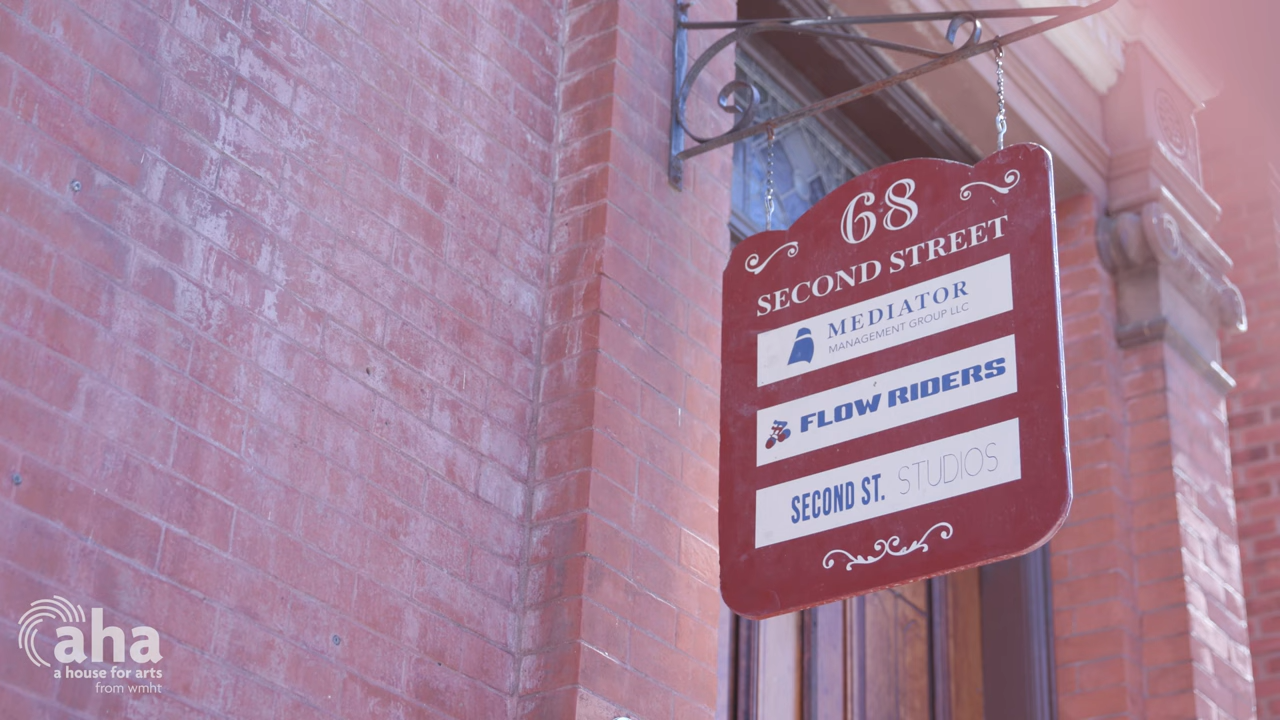 68
SECOND STREET
MEDIATOR
MANAGEMENT GROUP LLC
FLOW RIDERS
SECOND ST. STUDIOS
aha
a house for arts
from wmht